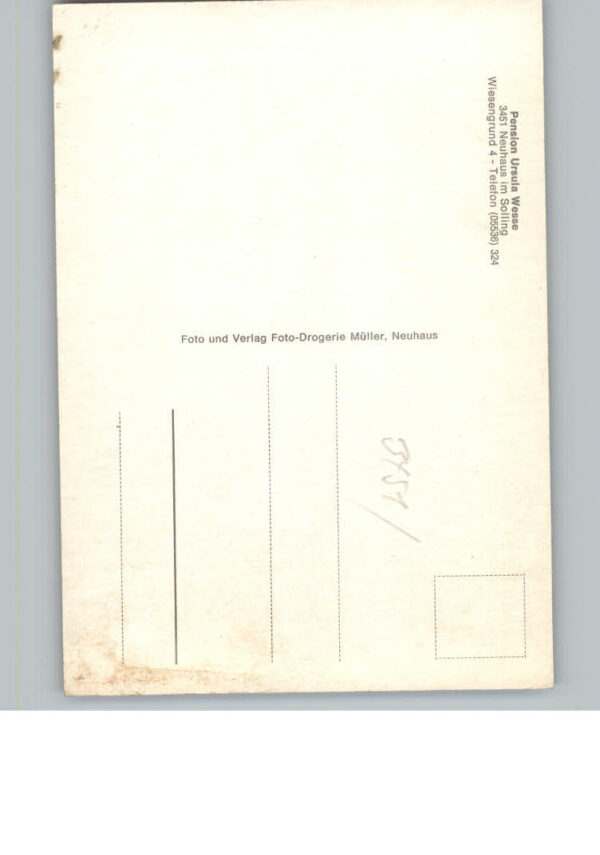 Pension Ursula Wesse
3451 Neuhaus im Solling
Wiesengrund 4 - Telefon (05536) 324
Foto und Verlag Foto-Drogerie Müller, Neuhaus
3451/